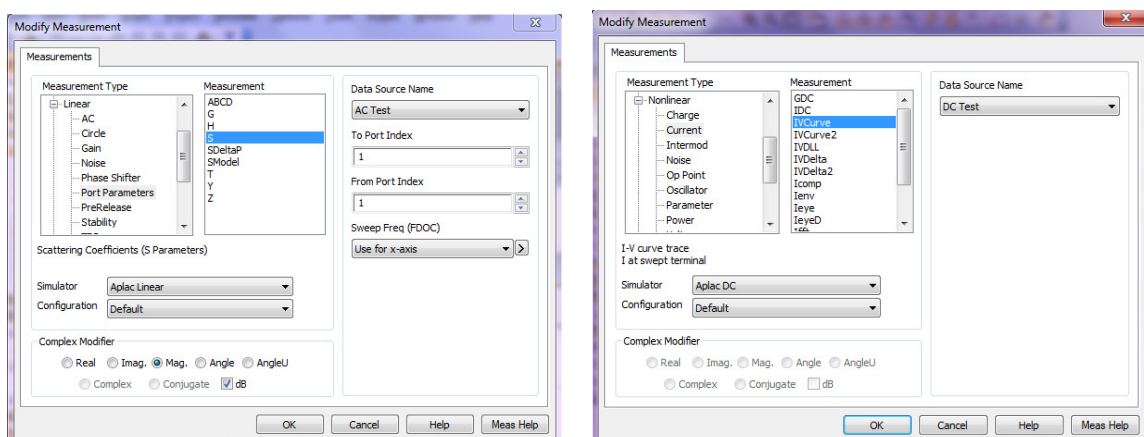 Modify Measurement
Measurements
Measurement Type
Linear
AC
Circle
Gain
Noise
Phase Shifter
Port Parameters
PreRelease
Stability
Measurement
ABCD
G
H
S
SDeltaP
SModel
T
Y
Z
Scattering Coefficients (S Parameters)
Simulator
Aplac Linear
Configuration
Default
Complex Modifier
Real Imag. Mag. Angle AngleU
Complex Conjugate dB
Data Source Name
AC Test
To Port Index
1
From Port Index
1
Sweep Freq (FDOC)
Use for x-axis
OK Cancel Help Meas Help
Modify Measurement
Measurements
Measurement Type
Nonlinear
Charge
Current
Intermod
Noise
Op Point
Oscillator
Parameter
Power
Measurement
GDC
IDC
IVCurve
IVCurve2
IVDLL
IVDelta
IVDelta2
Icomp
Ienv
Ieye
IeyeD
I-V curve trace
I at swept terminal
Simulator
Aplac DC
Configuration
Default
Complex Modifier
Real Imag. Mag. Angle AngleU
Complex Conjugate dB
Data Source Name
DC Test
OK Cancel Help Meas Help